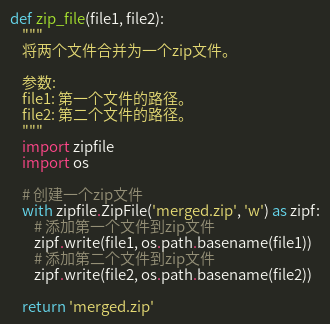 def zip_file(file1, file2):
"""
将两个文件合并为一个zip文件。
参数:
file1: 第一个文件的路径。
file2: 第二个文件的路径。
"""
import zipfile
import os
# 创建一个zip文件
with zipfile.ZipFile('merged.zip', 'w') as zipf:
# 添加第一个文件到zip文件
zipf.write(file1, os.path.basename(file1))
# 添加第二个文件到zip文件
zipf.write(file2, os.path.basename(file2))
return 'merged.zip'